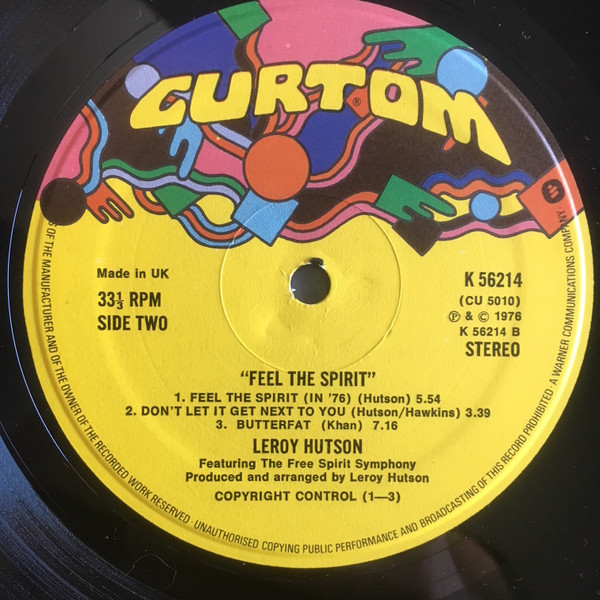 CURTOM
®
Made in UK
33⅓ RPM
SIDE TWO
K 56214
(CU 5010)
Ⓟ & © 1976
K 56214 B
STEREO
"FEEL THE SPIRIT"
1. FEEL THE SPIRIT (IN '76) (Hutson) 5.54
2. DON'T LET IT GET NEXT TO YOU (Hutson/Hawkins) 3.39
3. BUTTERFAT (Khan) 7.16
LEROY HUTSON
Featuring The Free Spirit Symphony
Produced and arranged by Leroy Hutson
COPYRIGHT CONTROL (1—3)
OF THE MANUFACTURER AND OF THE OWNER OF THE RECORDED WORK RESERVED · UNAUTHORISED COPYING PUBLIC PERFORMANCE AND BROADCASTING OF THIS RECORD PROHIBITED · A WARNER COMMUNICATIONS COMPANY